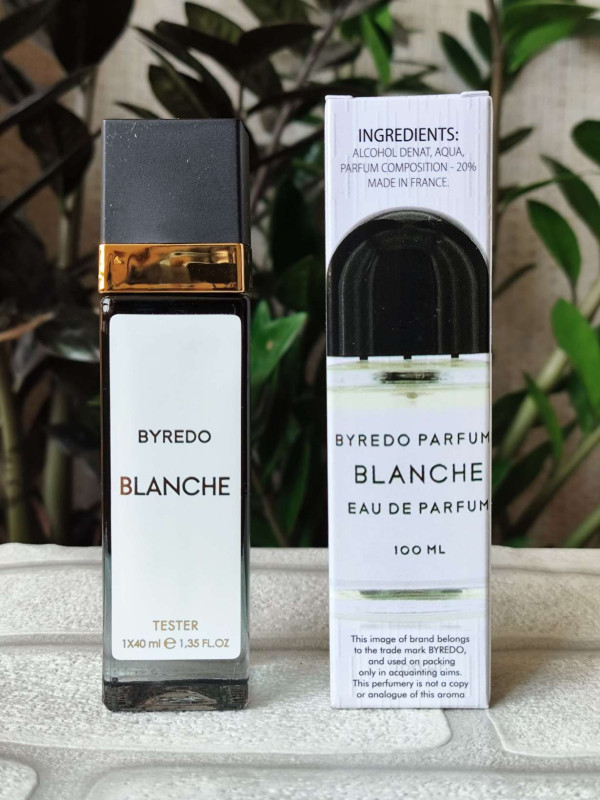 BYREDO
BLANCHE
TESTER
1X40 ml ℮ 1,35 FL.OZ
INGREDIENTS:
ALCOHOL DENAT, AQUA,
PARFUM COMPOSITION - 20%
MADE IN FRANCE.
BYREDO PARFUM
BLANCHE
EAU DE PARFUM
100 ML
This image of brand belongs
to the trade mark BYREDO,
and used on packing
only in acquainting aims.
This perfumery is not a copy
or analogue of this aroma